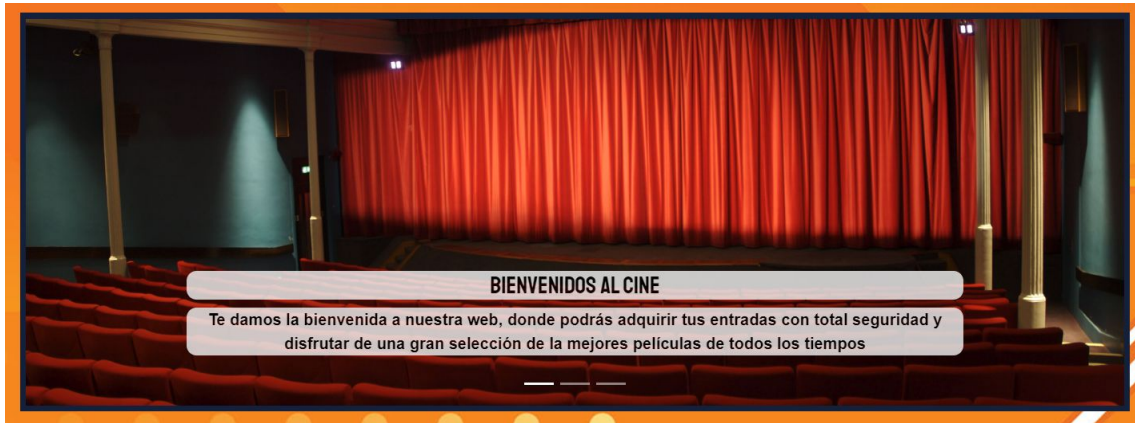 BIENVENIDOS AL CINE
Te damos la bienvenida a nuestra web, donde podrás adquirir tus entradas con total seguridad y
disfrutar de una gran selección de la mejores películas de todos los tiempos